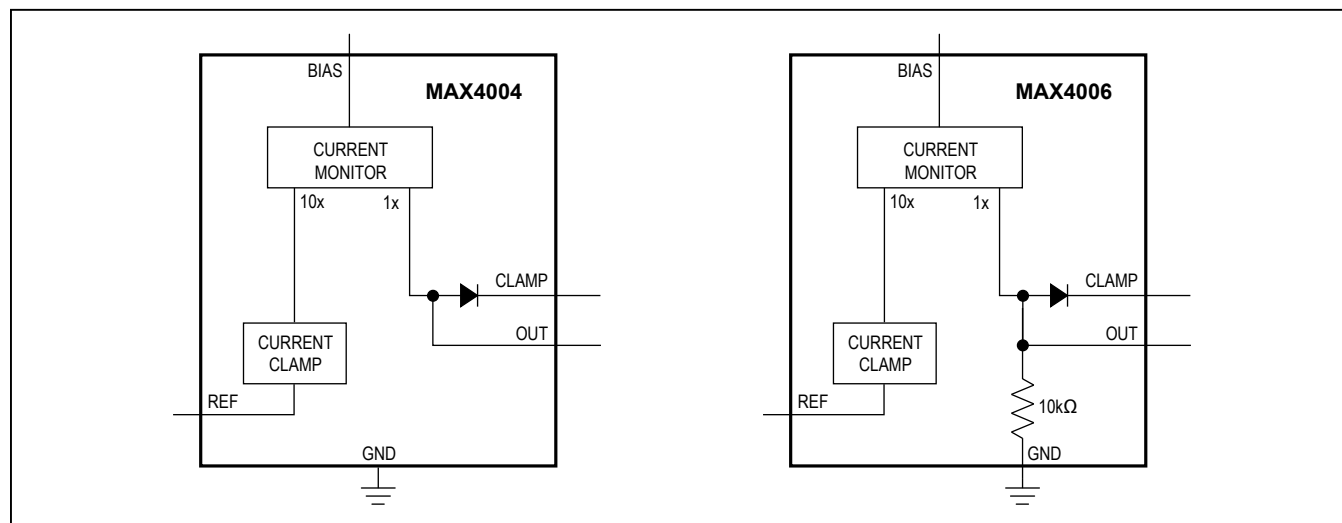 BIAS
MAX4004
CURRENT
MONITOR
10x
1x
CLAMP
OUT
CURRENT
CLAMP
REF
GND
BIAS
MAX4006
CURRENT
MONITOR
10x
1x
CLAMP
OUT
CURRENT
CLAMP
10kΩ
REF
GND